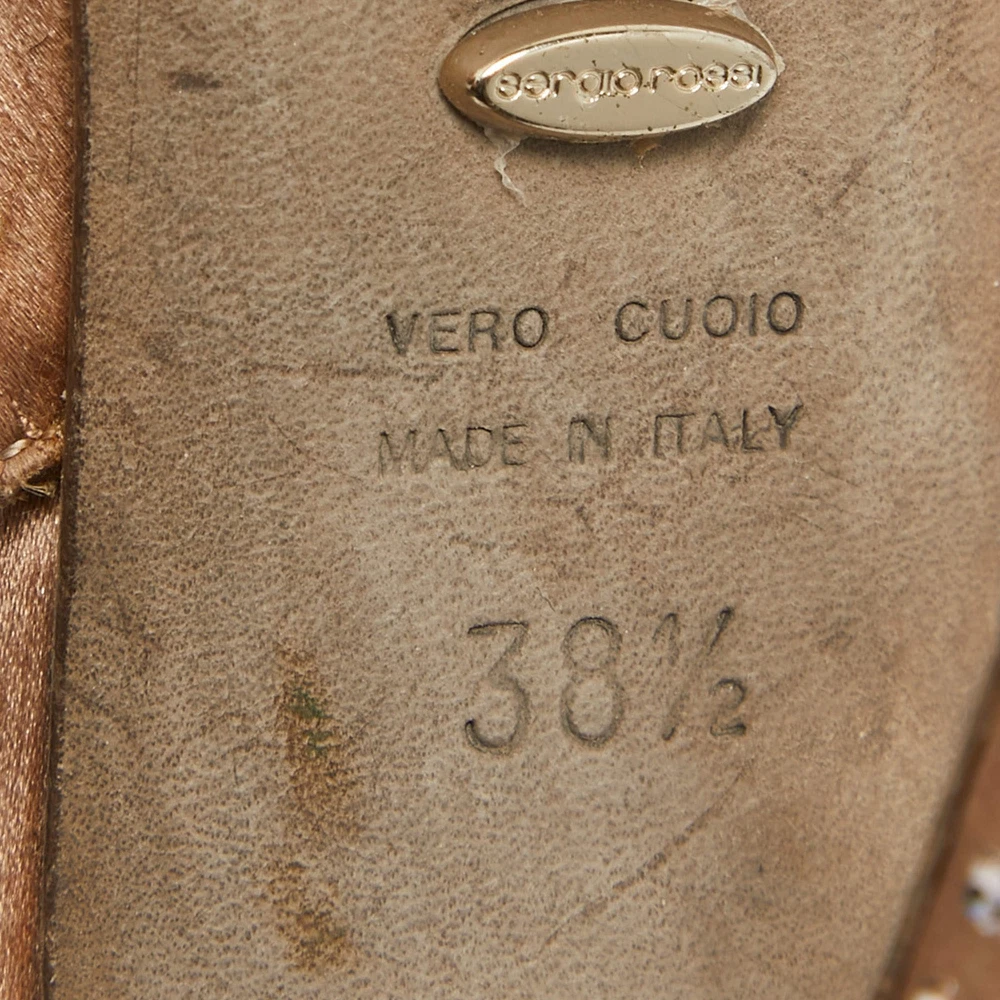 sergio rossi
VERO CUOIO
MADE IN ITALY
38½